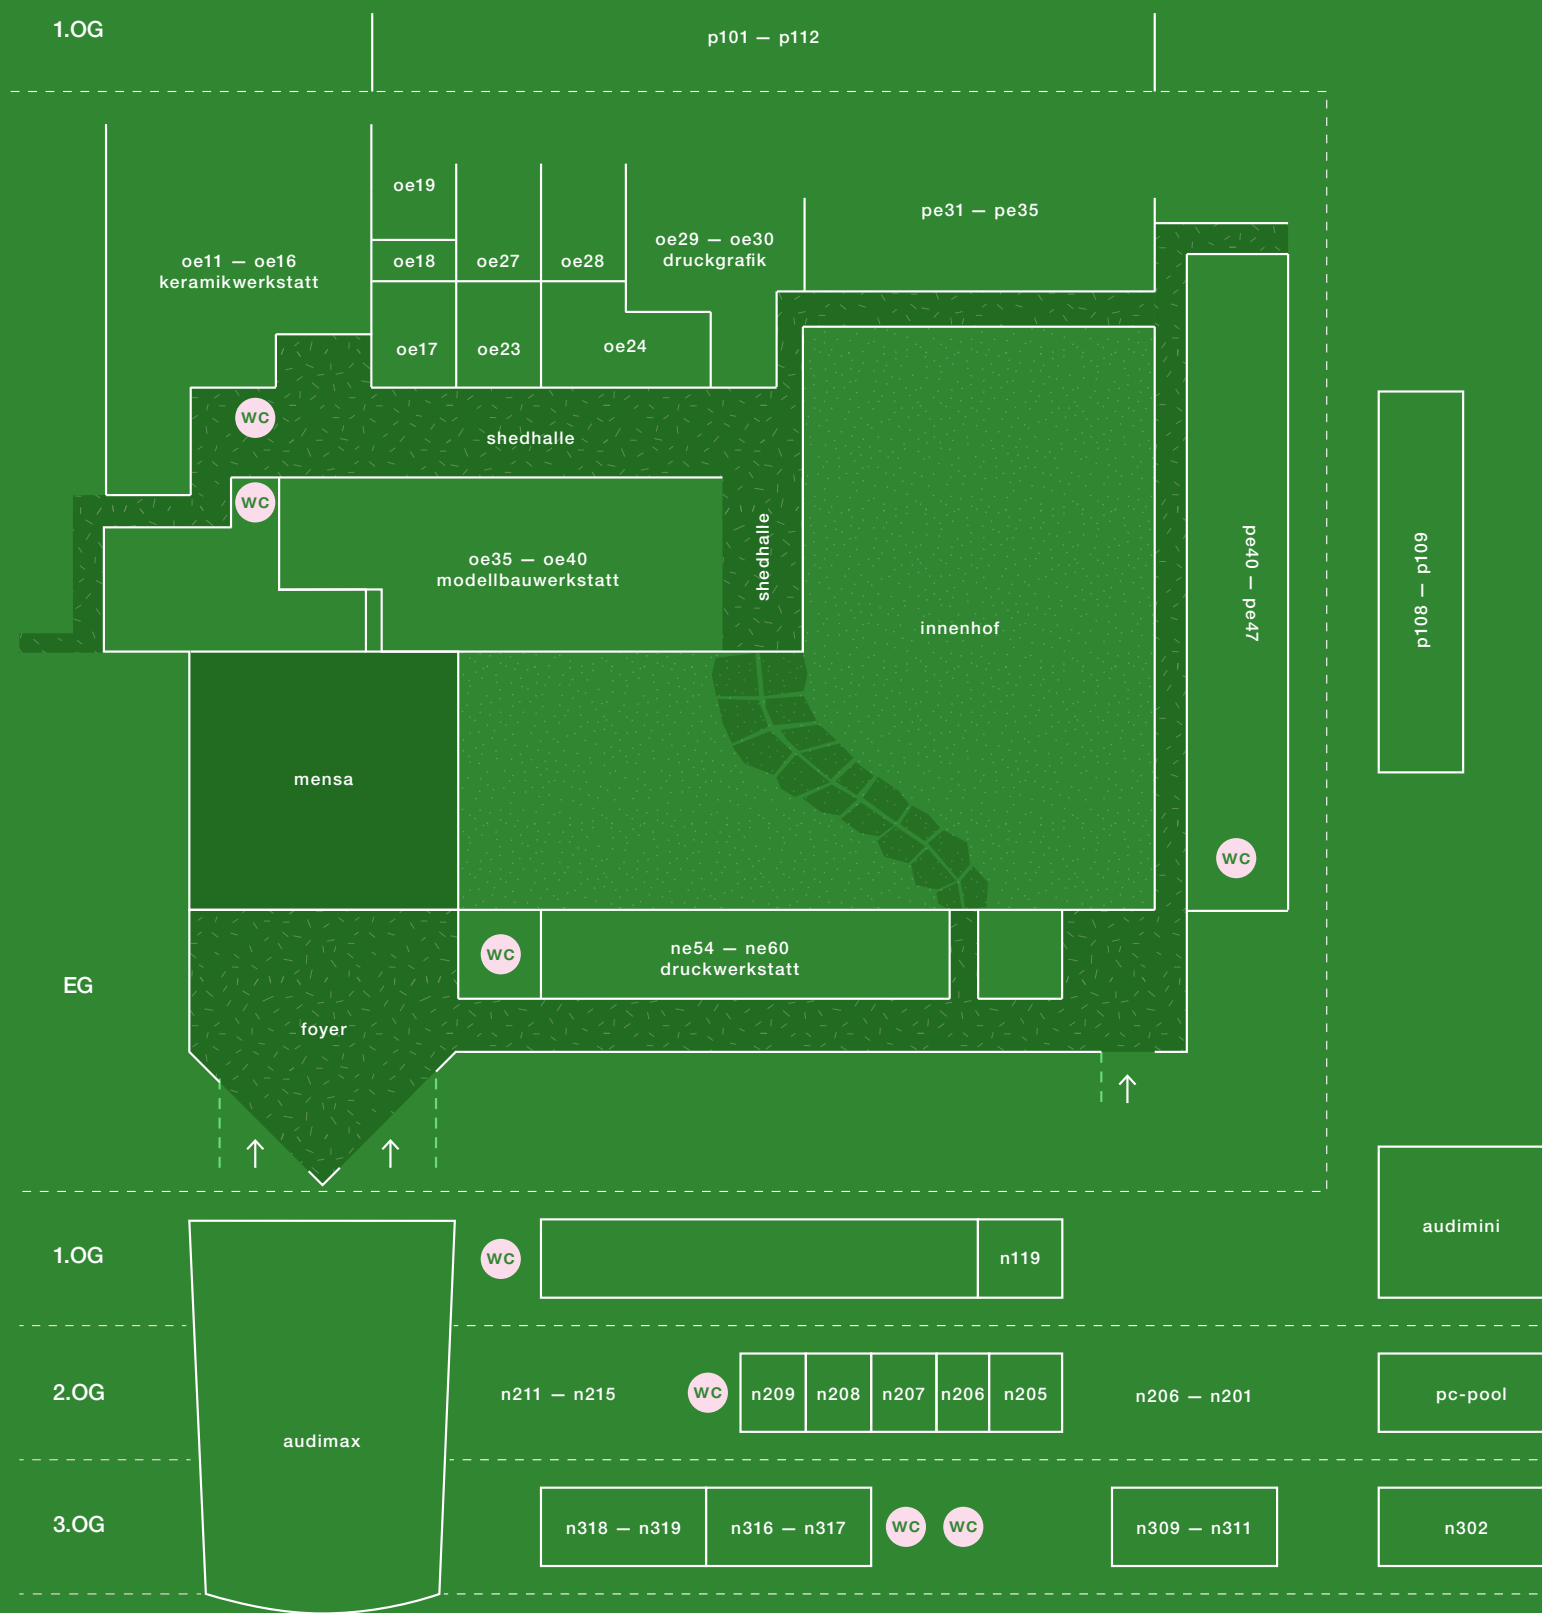 1.OG
p101 — p112
oe19
pe31 — pe35
oe29 — oe30
druckgrafik
oe11 — oe16
keramikwerkstatt
oe18
oe27
oe28
oe17
oe23
oe24
WC
shedhalle
WC
oe35 — oe40
modellbauwerkstatt
shedhalle
innenhof
pe40 — pe47
p108 — p109
mensa
WC
WC
ne54 — ne60
druckwerkstatt
EG
foyer
audimini
1.OG
WC
n119
2.OG
n211 — n215
WC
n209
n208
n207
n206
n205
n206 — n201
pc-pool
audimax
3.OG
n318 — n319
n316 — n317
WC
WC
n309 — n311
n302